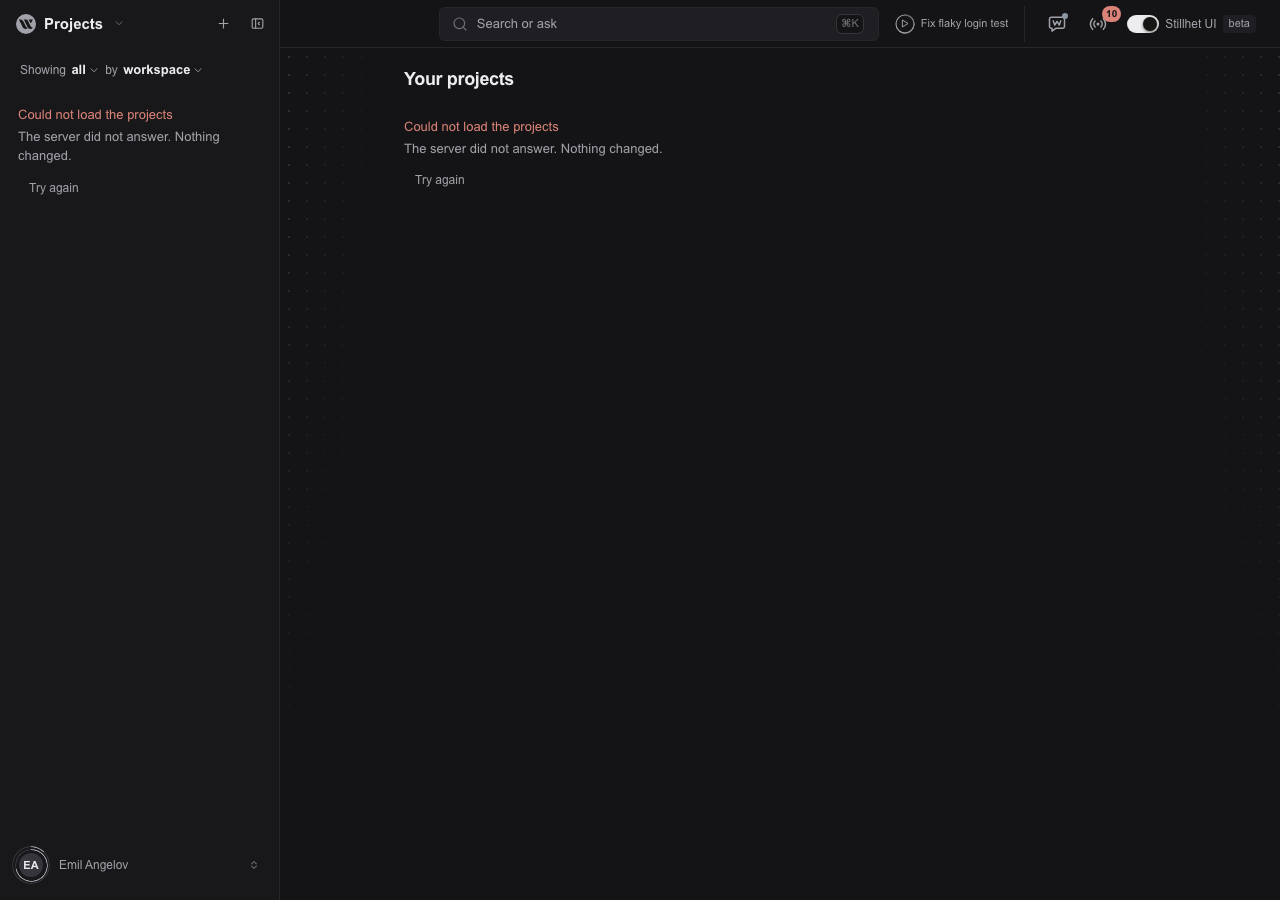 Projects
Showing all by workspace
Could not load the projects
The server did not answer. Nothing
changed.
Try again
EA
Emil Angelov
Search or ask
⌘K
Fix flaky login test
10
Stillhet UI
beta
Your projects
Could not load the projects
The server did not answer. Nothing changed.
Try again